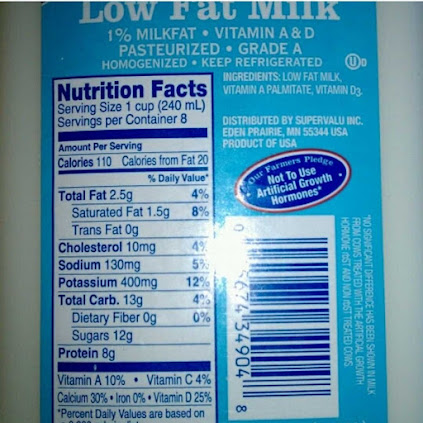 Low Fat Milk
1% MILKFAT • VITAMIN A & D
PASTEURIZED • GRADE A
HOMOGENIZED • KEEP REFRIGERATED
U D
Nutrition Facts
Serving Size 1 cup (240 mL)
Servings per Container 8
Amount Per Serving
Calories 110 Calories from Fat 20
% Daily Value*
Total Fat 2.5g 4%
Saturated Fat 1.5g 8%
Trans Fat 0g
Cholesterol 10mg 4%
Sodium 130mg 5%
Potassium 400mg 12%
Total Carb. 13g 4%
Dietary Fiber 0g 0%
Sugars 12g
Protein 8g
Vitamin A 10% • Vitamin C 4%
Calcium 30% • Iron 0% • Vitamin D 25%
*Percent Daily Values are based on
INGREDIENTS: LOW FAT MILK,
VITAMIN A PALMITATE, VITAMIN D3.
DISTRIBUTED BY SUPERVALU INC.
EDEN PRAIRIE, MN 55344 USA
PRODUCT OF USA
Our Farmers Pledge
Not To Use
Artificial Growth
Hormones*
*NO SIGNIFICANT DIFFERENCE HAS BEEN SHOWN IN MILK
FROM COWS TREATED WITH THE ARTIFICIAL GROWTH
HORMONE rbST AND NON rbST TREATED COWS.
34904
8